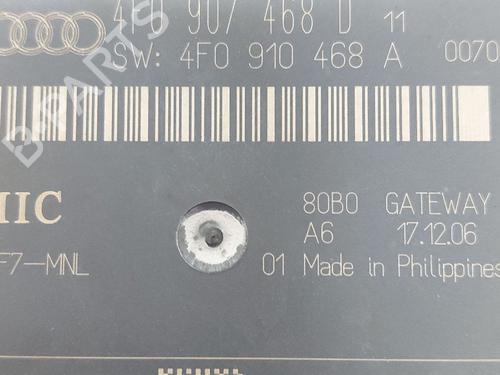 4F0 907 468 D 11
SW: 4F0 910 468 A 0070
B-PARTS
80B0 GATEWAY
A6 17.12.06
F7-MNL
01 Made in Philippines